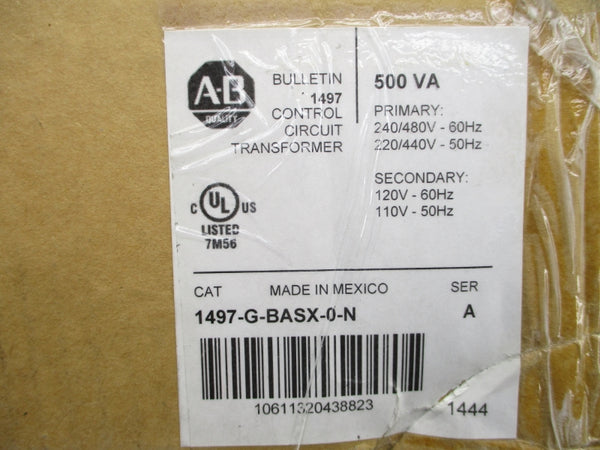 A-B
QUALITY
BULLETIN
1497
CONTROL
CIRCUIT
TRANSFORMER
500 VA
PRIMARY:
240/480V - 60Hz
220/440V - 50Hz
SECONDARY:
120V - 60Hz
110V - 50Hz
C UL US
LISTED
7M56
CAT MADE IN MEXICO SER
1497-G-BASX-0-N A
10611320438823 1444